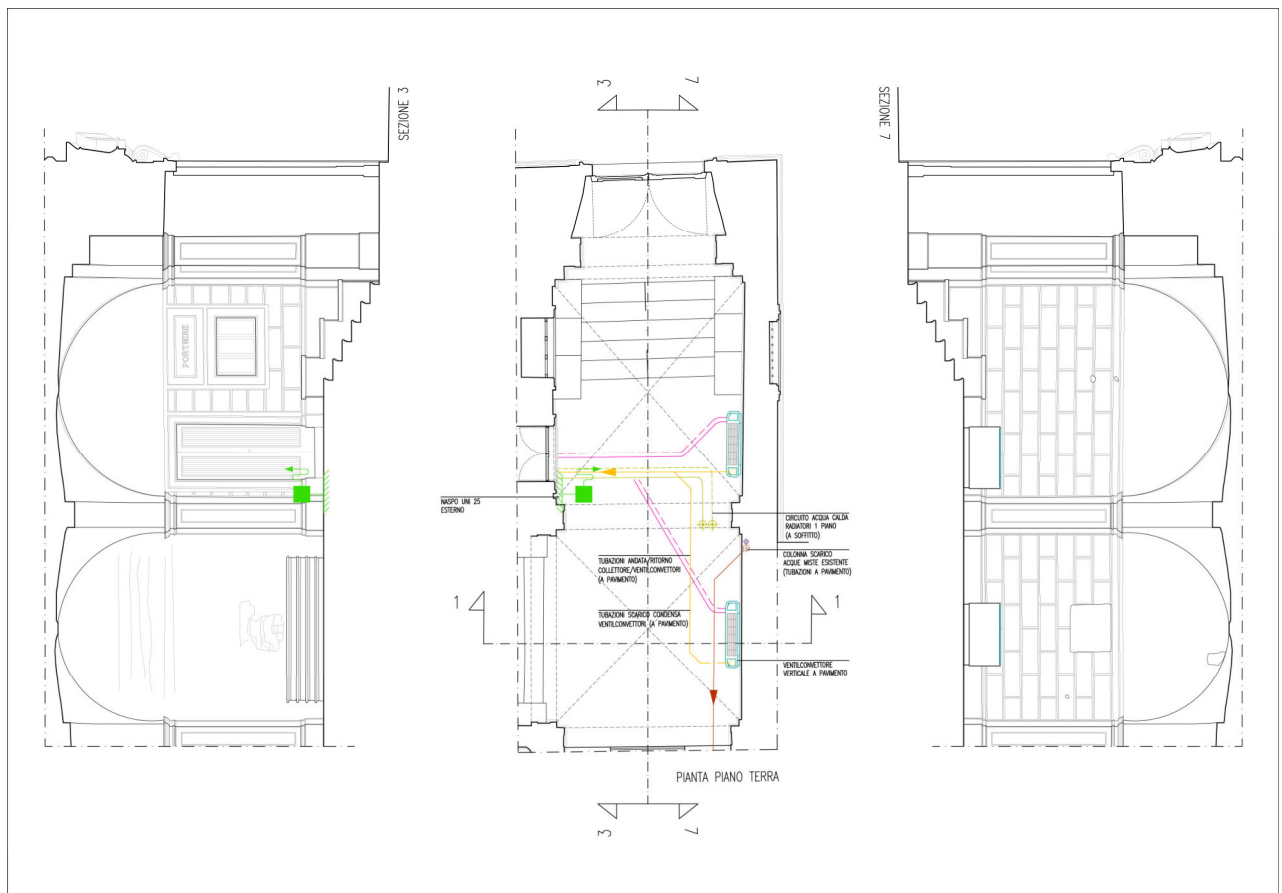 SEZIONE 3
3
7
SEZIONE 7
PORTIERE
NASPO UNI 25
ESTERNO
CIRCUITO ACQUA CALDA
RADIATORI 1 PIANO
(A SOFFITTO)
TUBAZIONI ANDATA/RITORNO
COLLETTORE/VENTILCONVETTORI
(A PAVIMENTO)
COLONNA SCARICO
ACQUE MISTE ESISTENTE
(TUBAZIONI A PAVIMENTO)
1
1
TUBAZIONI SCARICO CONDENSA
VENTILCONVETTORI (A PAVIMENTO)
VENTILCONVETTORE
VERTICALE A PAVIMENTO
PIANTA PIANO TERRA
3
7